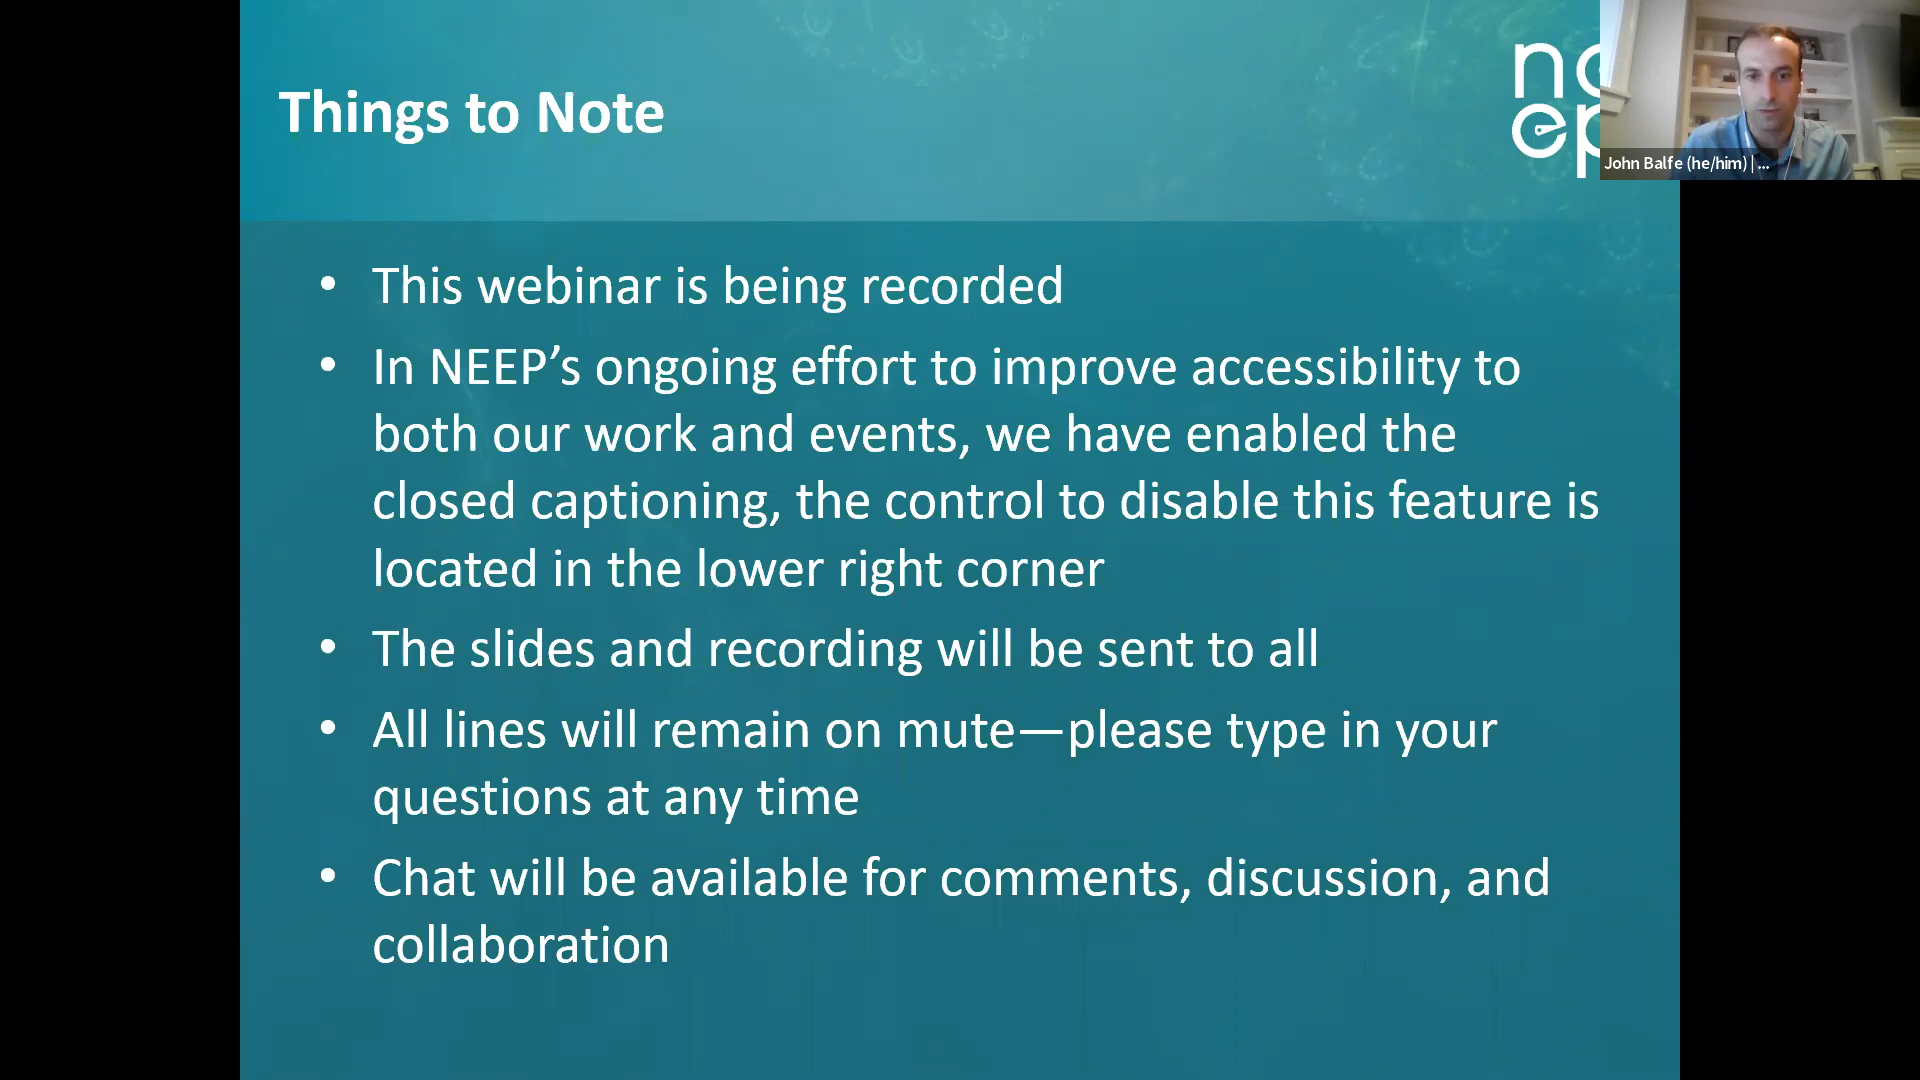 Things to Note
ne
ep
John Balfe (he/him) | ...
• This webinar is being recorded
• In NEEP’s ongoing effort to improve accessibility to
both our work and events, we have enabled the
closed captioning, the control to disable this feature is
located in the lower right corner
• The slides and recording will be sent to all
• All lines will remain on mute—please type in your
questions at any time
• Chat will be available for comments, discussion, and
collaboration